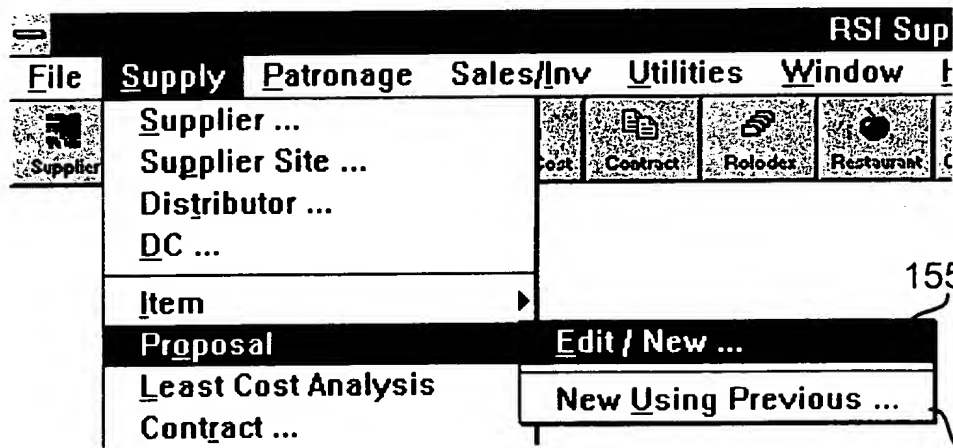 RSI Sup
File Supply Patronage Sales/Inv Utilities Window
Supplier Cost Contract Rolodex Restaurant
Supplier ...
Supplier Site ...
Distributor ...
DC ...
155
Item
Proposal Edit / New ...
Least Cost Analysis New Using Previous ...
Contract ...